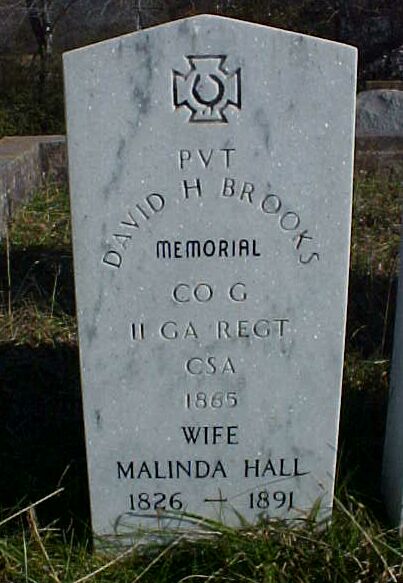 PVT
DAVID H BROOKS
MEMORIAL
CO G
11 GA REGT
CSA
1865
WIFE
MALINDA HALL
1826 – 1891